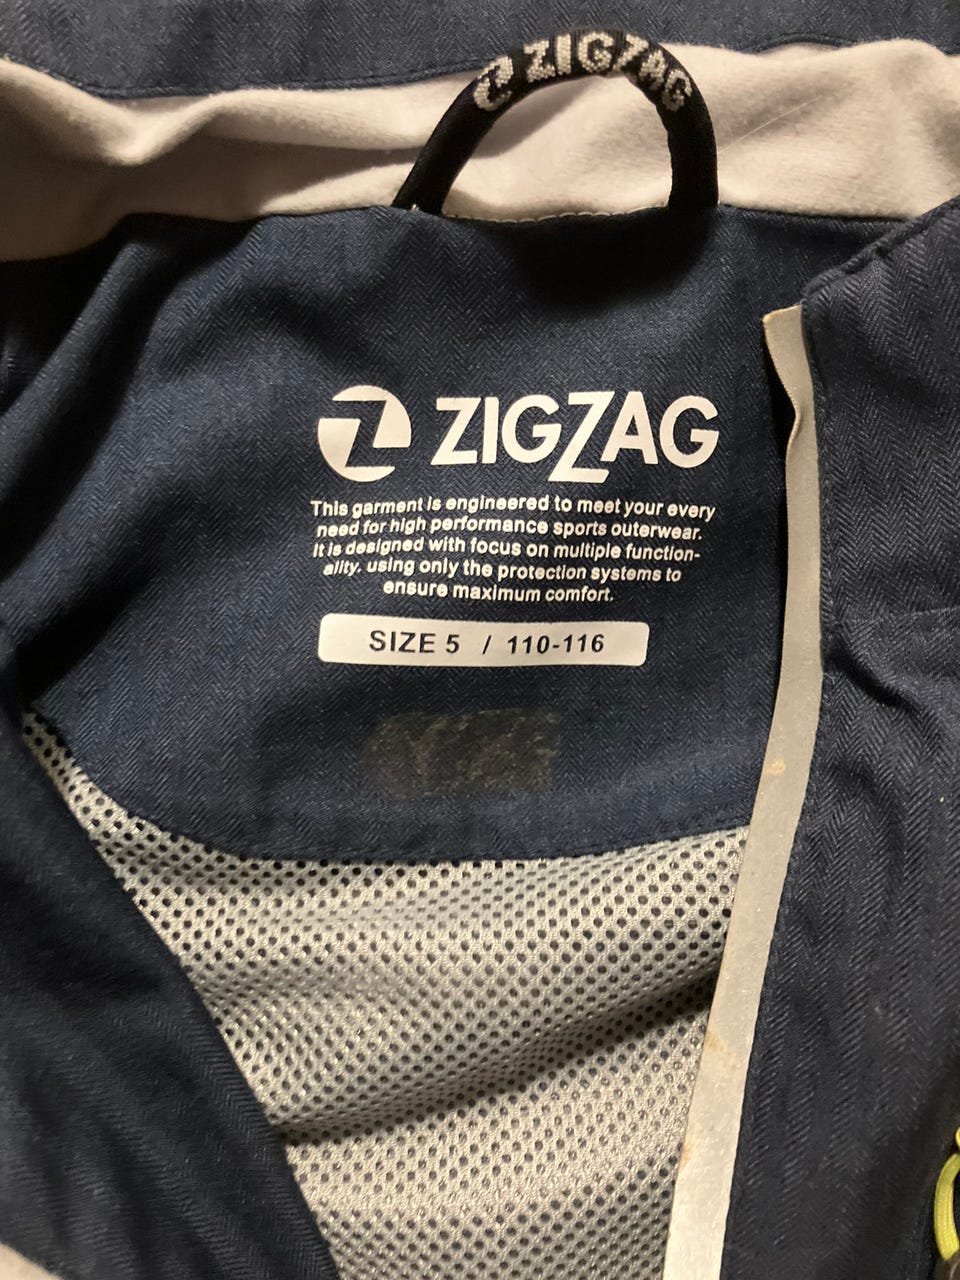 ZIGZAG
ZIGZAG
This garment is engineered to meet your every
need for high performance sports outerwear.
It is designed with focus on multiple function-
ality. using only the protection systems to
ensure maximum comfort.
SIZE 5 / 110-116